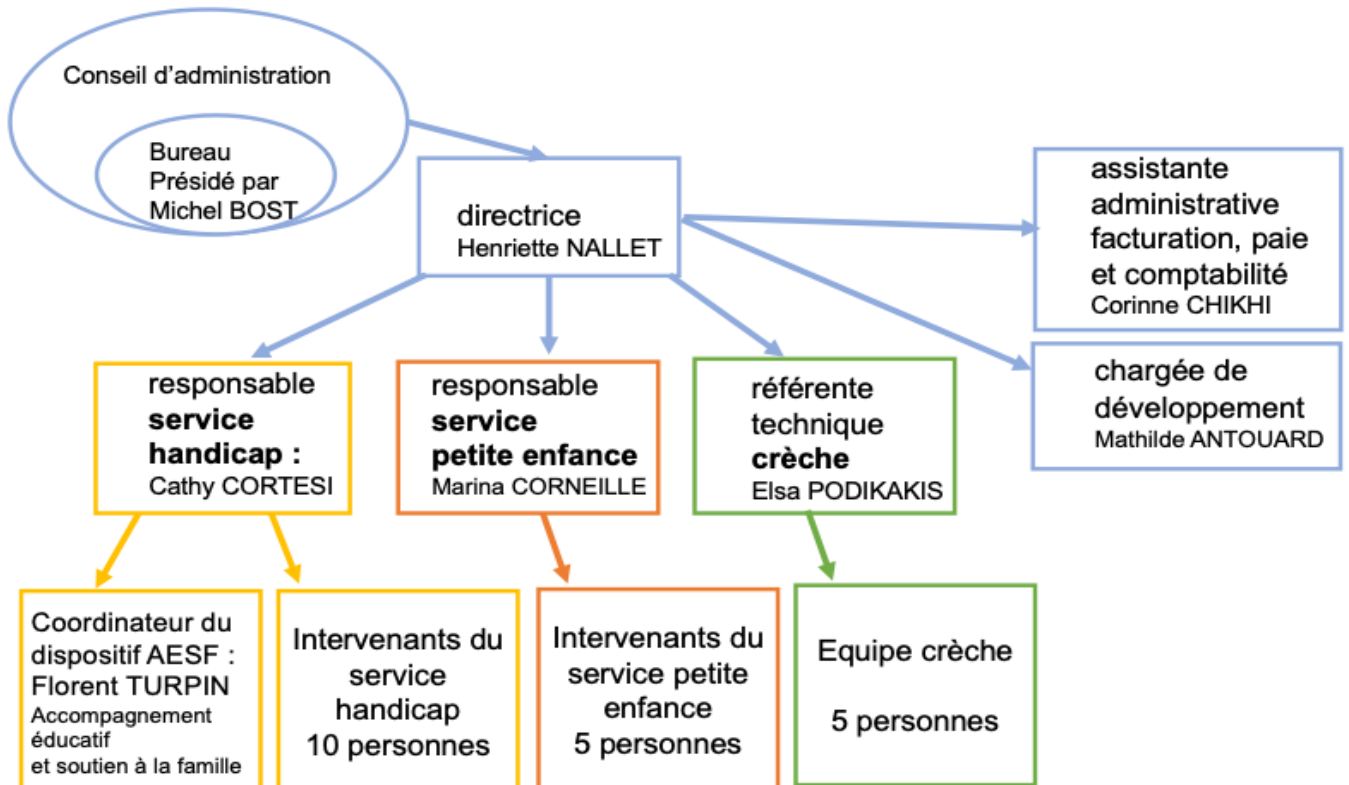 Conseil d'administration
Bureau
Présidé par
Michel BOST
directrice
Henriette NALLET
assistante
administrative
facturation, paie
et comptabilité
Corinne CHIKHI
chargée de
développement
Mathilde ANTOUARD
responsable
service
handicap :
Cathy CORTESI
responsable
service
petite enfance
Marina CORNEILLE
référente
technique
crèche
Elsa PODIKAKIS
Coordinateur du
dispositif AESF :
Florent TURPIN
Accompagnement
éducatif
et soutien à la famille
Intervenants du
service
handicap
10 personnes
Intervenants du
service petite
enfance
5 personnes
Equipe crèche
5 personnes